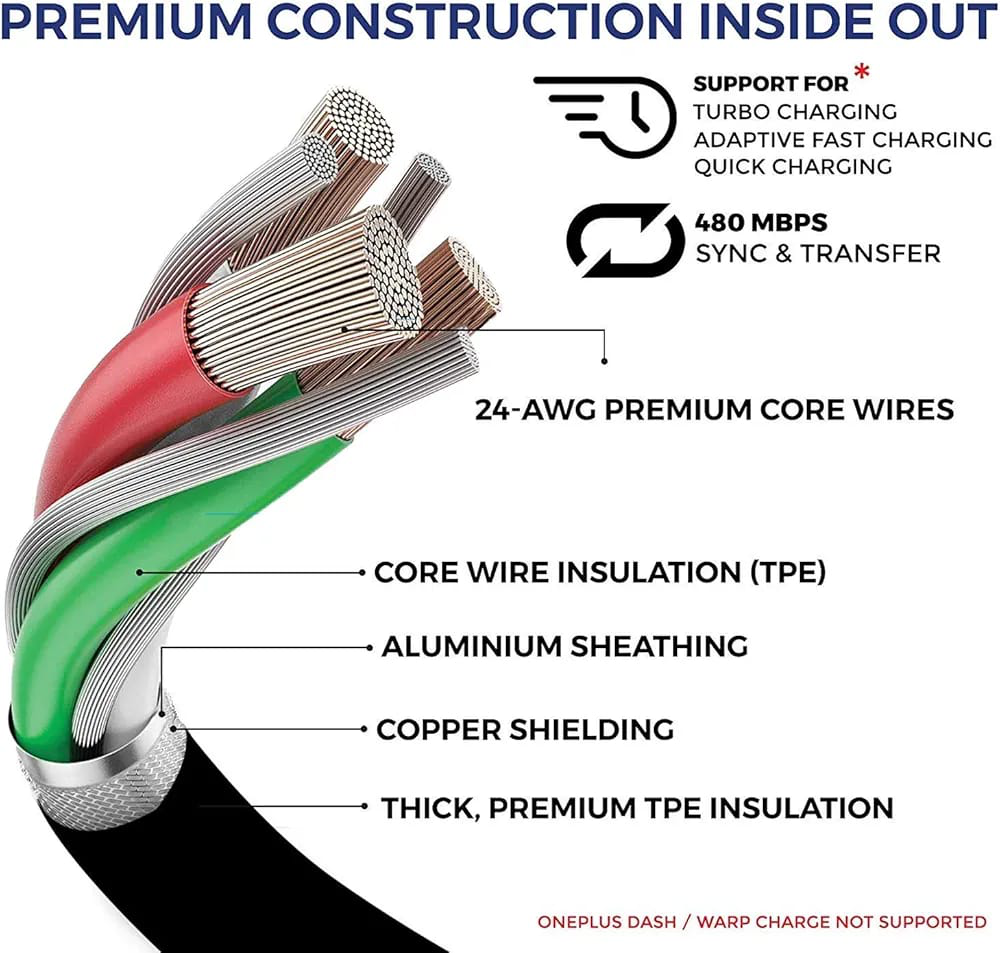 PREMIUM CONSTRUCTION INSIDE OUT
SUPPORT FOR*
TURBO CHARGING
ADAPTIVE FAST CHARGING
QUICK CHARGING
480 MBPS
SYNC & TRANSFER
24-AWG PREMIUM CORE WIRES
CORE WIRE INSULATION (TPE)
ALUMINIUM SHEATHING
COPPER SHIELDING
THICK, PREMIUM TPE INSULATION
ONEPLUS DASH / WARP CHARGE NOT SUPPORTED